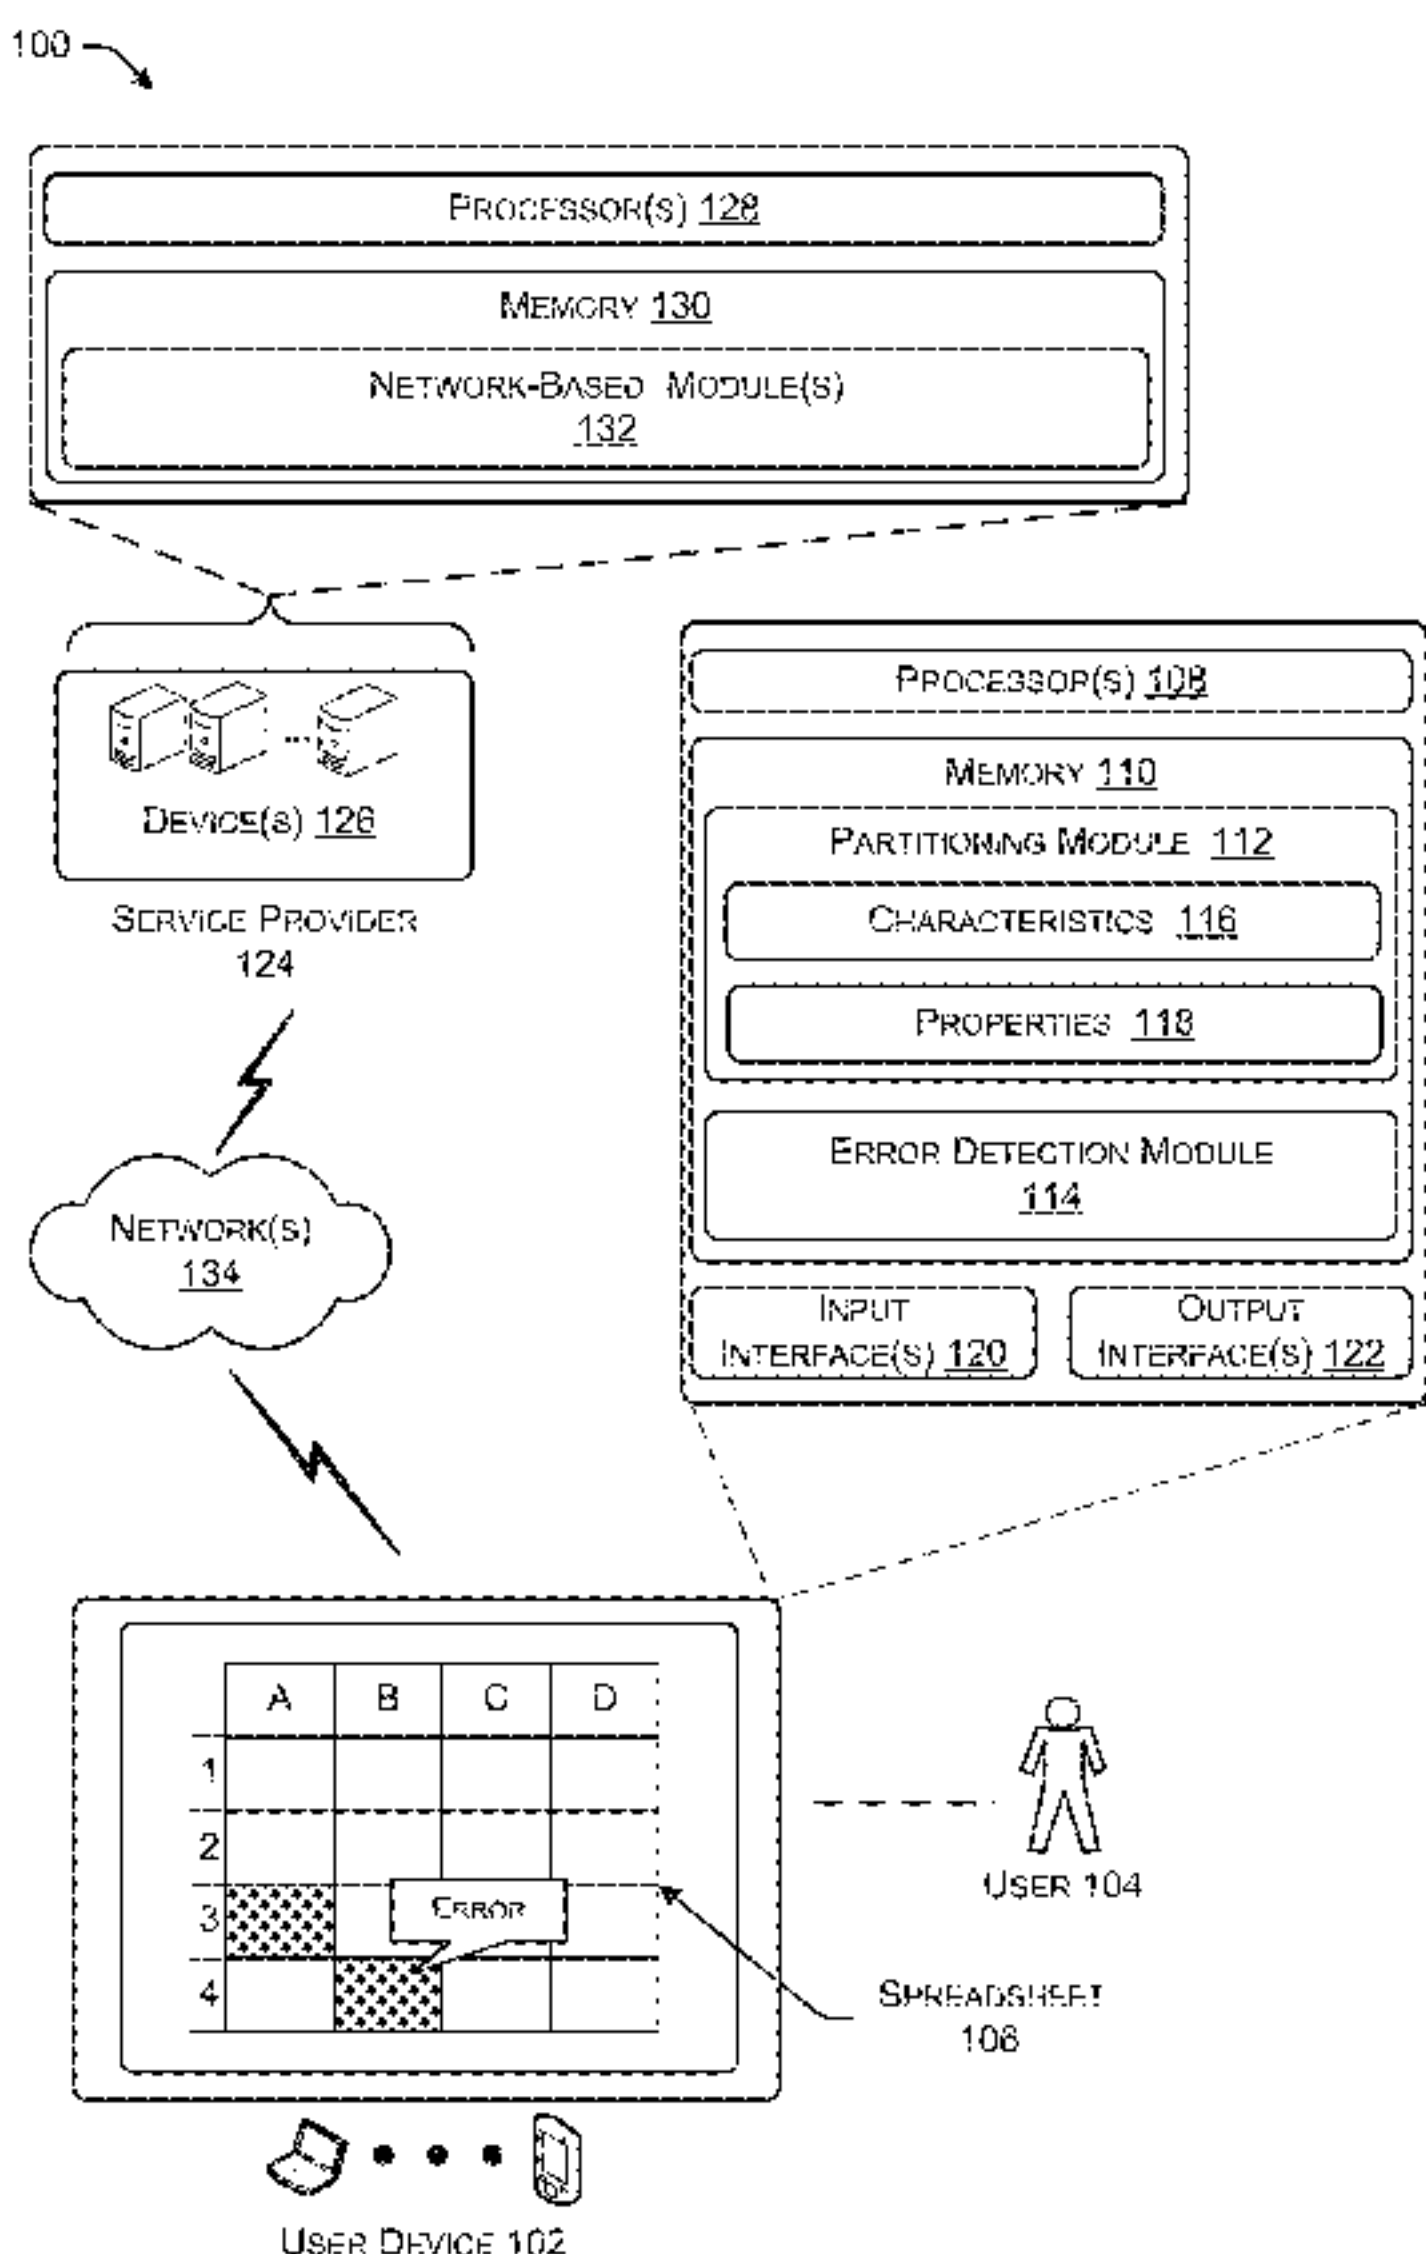 100
PROCESSOR(S) 128
MEMORY 130
NETWORK-BASED MODULE(S)
132
DEVICE(S) 126
SERVICE PROVIDER
124
NETWORK(S)
134
PROCESSOR(S) 108
MEMORY 110
PARTITIONING MODULE 112
CHARACTERISTICS 116
PROPERTIES 118
ERROR DETECTION MODULE
114
INPUT
INTERFACE(S) 120
OUTPUT
INTERFACE(S) 122
A B C D
1
2
3
ERROR
4
USER 104
SPREADSHEET
106
USER DEVICE 102